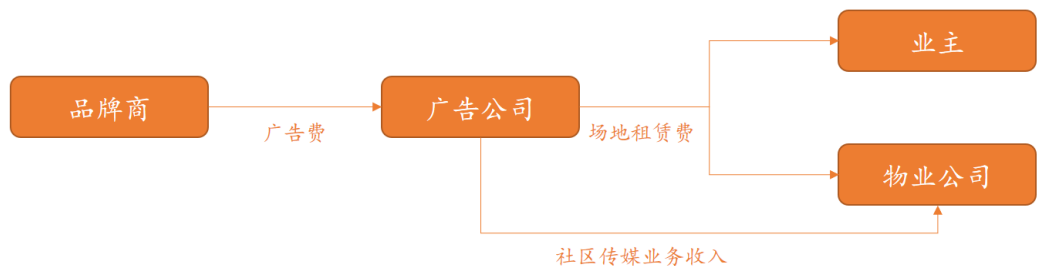 业主
品牌商
广告公司
广告费
场地租赁费
物业公司
社区传媒业务收入